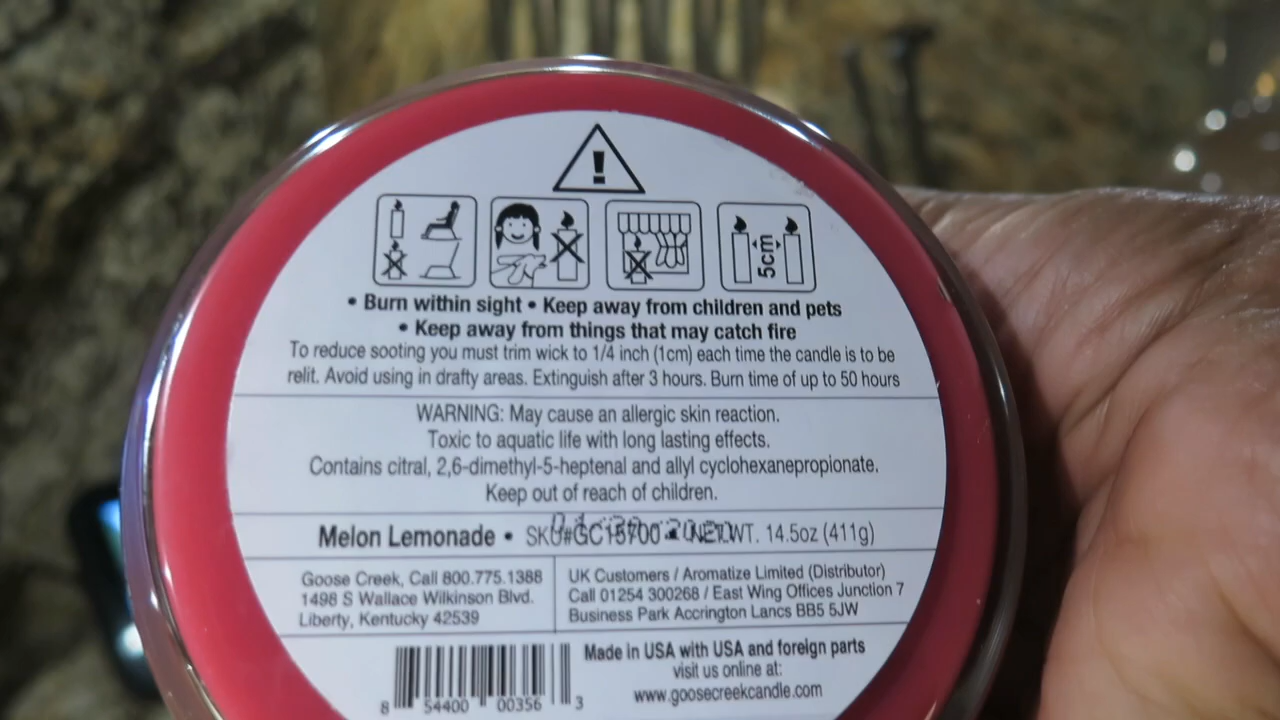 !
5cm
• Burn within sight • Keep away from children and pets
• Keep away from things that may catch fire
To reduce sooting you must trim wick to 1/4 inch (1cm) each time the candle is to be
relit. Avoid using in drafty areas. Extinguish after 3 hours. Burn time of up to 50 hours
WARNING: May cause an allergic skin reaction.
Toxic to aquatic life with long lasting effects.
Contains citral, 2,6-dimethyl-5-heptenal and allyl cyclohexanepropionate.
Keep out of reach of children.
Melon Lemonade • SKU#GC15700 • NET WT. 14.5oz (411g)
Goose Creek, Call 800.775.1388
1498 S Wallace Wilkinson Blvd.
Liberty, Kentucky 42539
UK Customers / Aromatize Limited (Distributor)
Call 01254 300268 / East Wing Offices Junction 7
Business Park Accrington Lancs BB5 5JW
Made in USA with USA and foreign parts
visit us online at:
www.goosecreekcandle.com
8 54400 00356 3